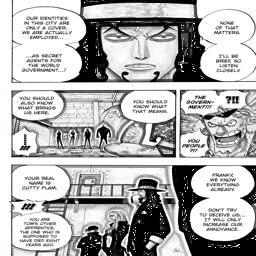 NONE
OF THAT
MATTERS.
I'LL BE
BRIEF, SO
LISTEN
CLOSELY.
OUR
IDENTITIES
IN THIS CITY
ARE ONLY
A COVER.
WE ARE
ACTUALLY
EMPLOYED...
...AS SECRET
AGENTS FOR
THE WORLD
GOVERNMENT...!
?!!
THE
GOVERN-
MENT?!!
YOU
PEOPLE
?!!
YOU SHOULD
KNOW WHAT
THAT MEANS.
YOU SHOULD
ALSO KNOW
WHAT BRINGS
US HERE.
...!!!
FRANKY,
WE KNOW
EVERYTHING
ALREADY.
DON'T TRY
TO DECEIVE
US... IT
WILL ONLY
INCREASE OUR
ANNOYANCE.
YOUR REAL
NAME IS
CUTTY FLAM.
!!!
YOU ARE
TOM'S OTHER
APPRENTICE,
THE ONE WHO IS
SUPPOSED TO
HAVE DIED EIGHT
YEARS AGO.